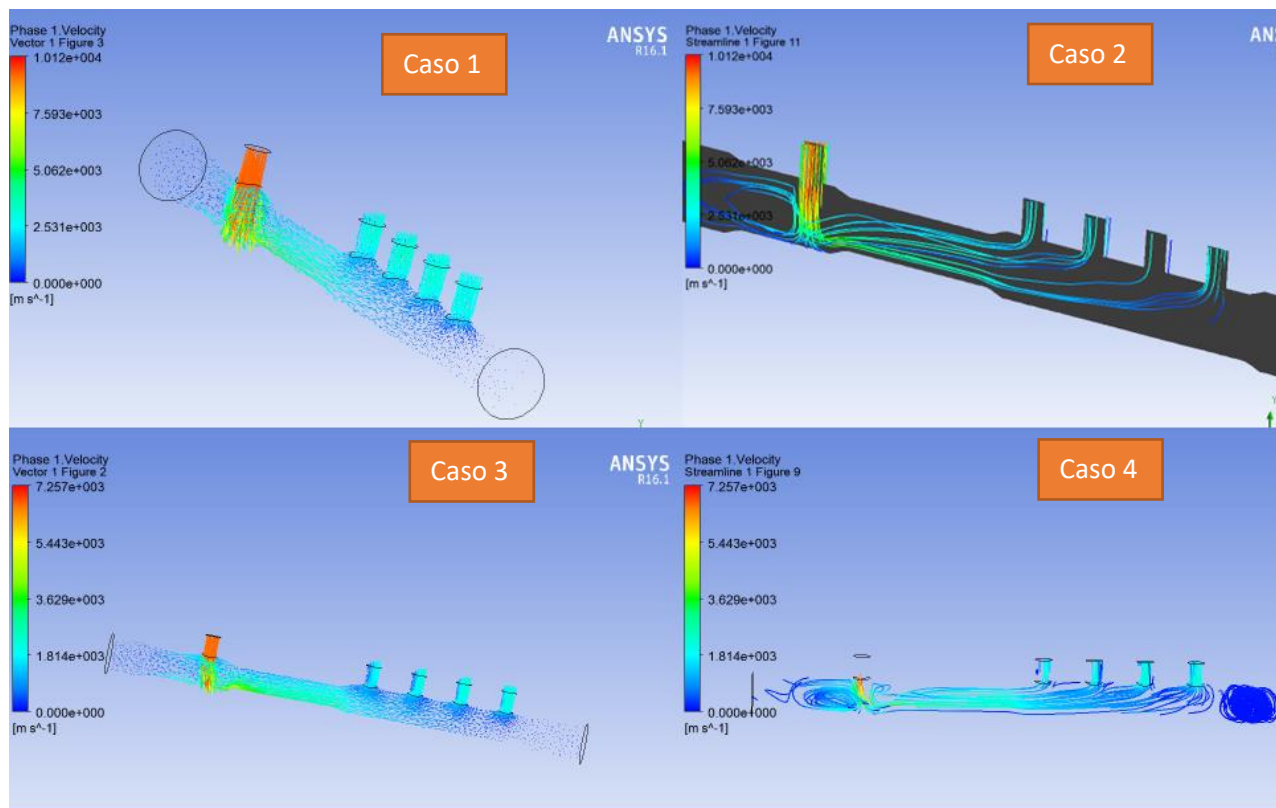 Phase 1.Velocity
Vector 1 Figure 3
1.012e+004
7.593e+003
5.062e+003
2.531e+003
0.000e+000
[m s^-1]
Caso 1
ANSYS
R16.1
Y
Phase 1.Velocity
Streamline 1 Figure 11
1.012e+004
7.593e+003
5.062e+003
2.531e+003
0.000e+000
[m s^-1]
Caso 2
ANS
Y
Phase 1.Velocity
Vector 1 Figure 2
7.257e+003
5.443e+003
3.629e+003
1.814e+003
0.000e+000
[m s^-1]
Caso 3
ANSYS
R16.1
Phase 1.Velocity
Streamline 1 Figure 9
7.257e+003
5.443e+003
3.629e+003
1.814e+003
0.000e+000
[m s^-1]
Caso 4